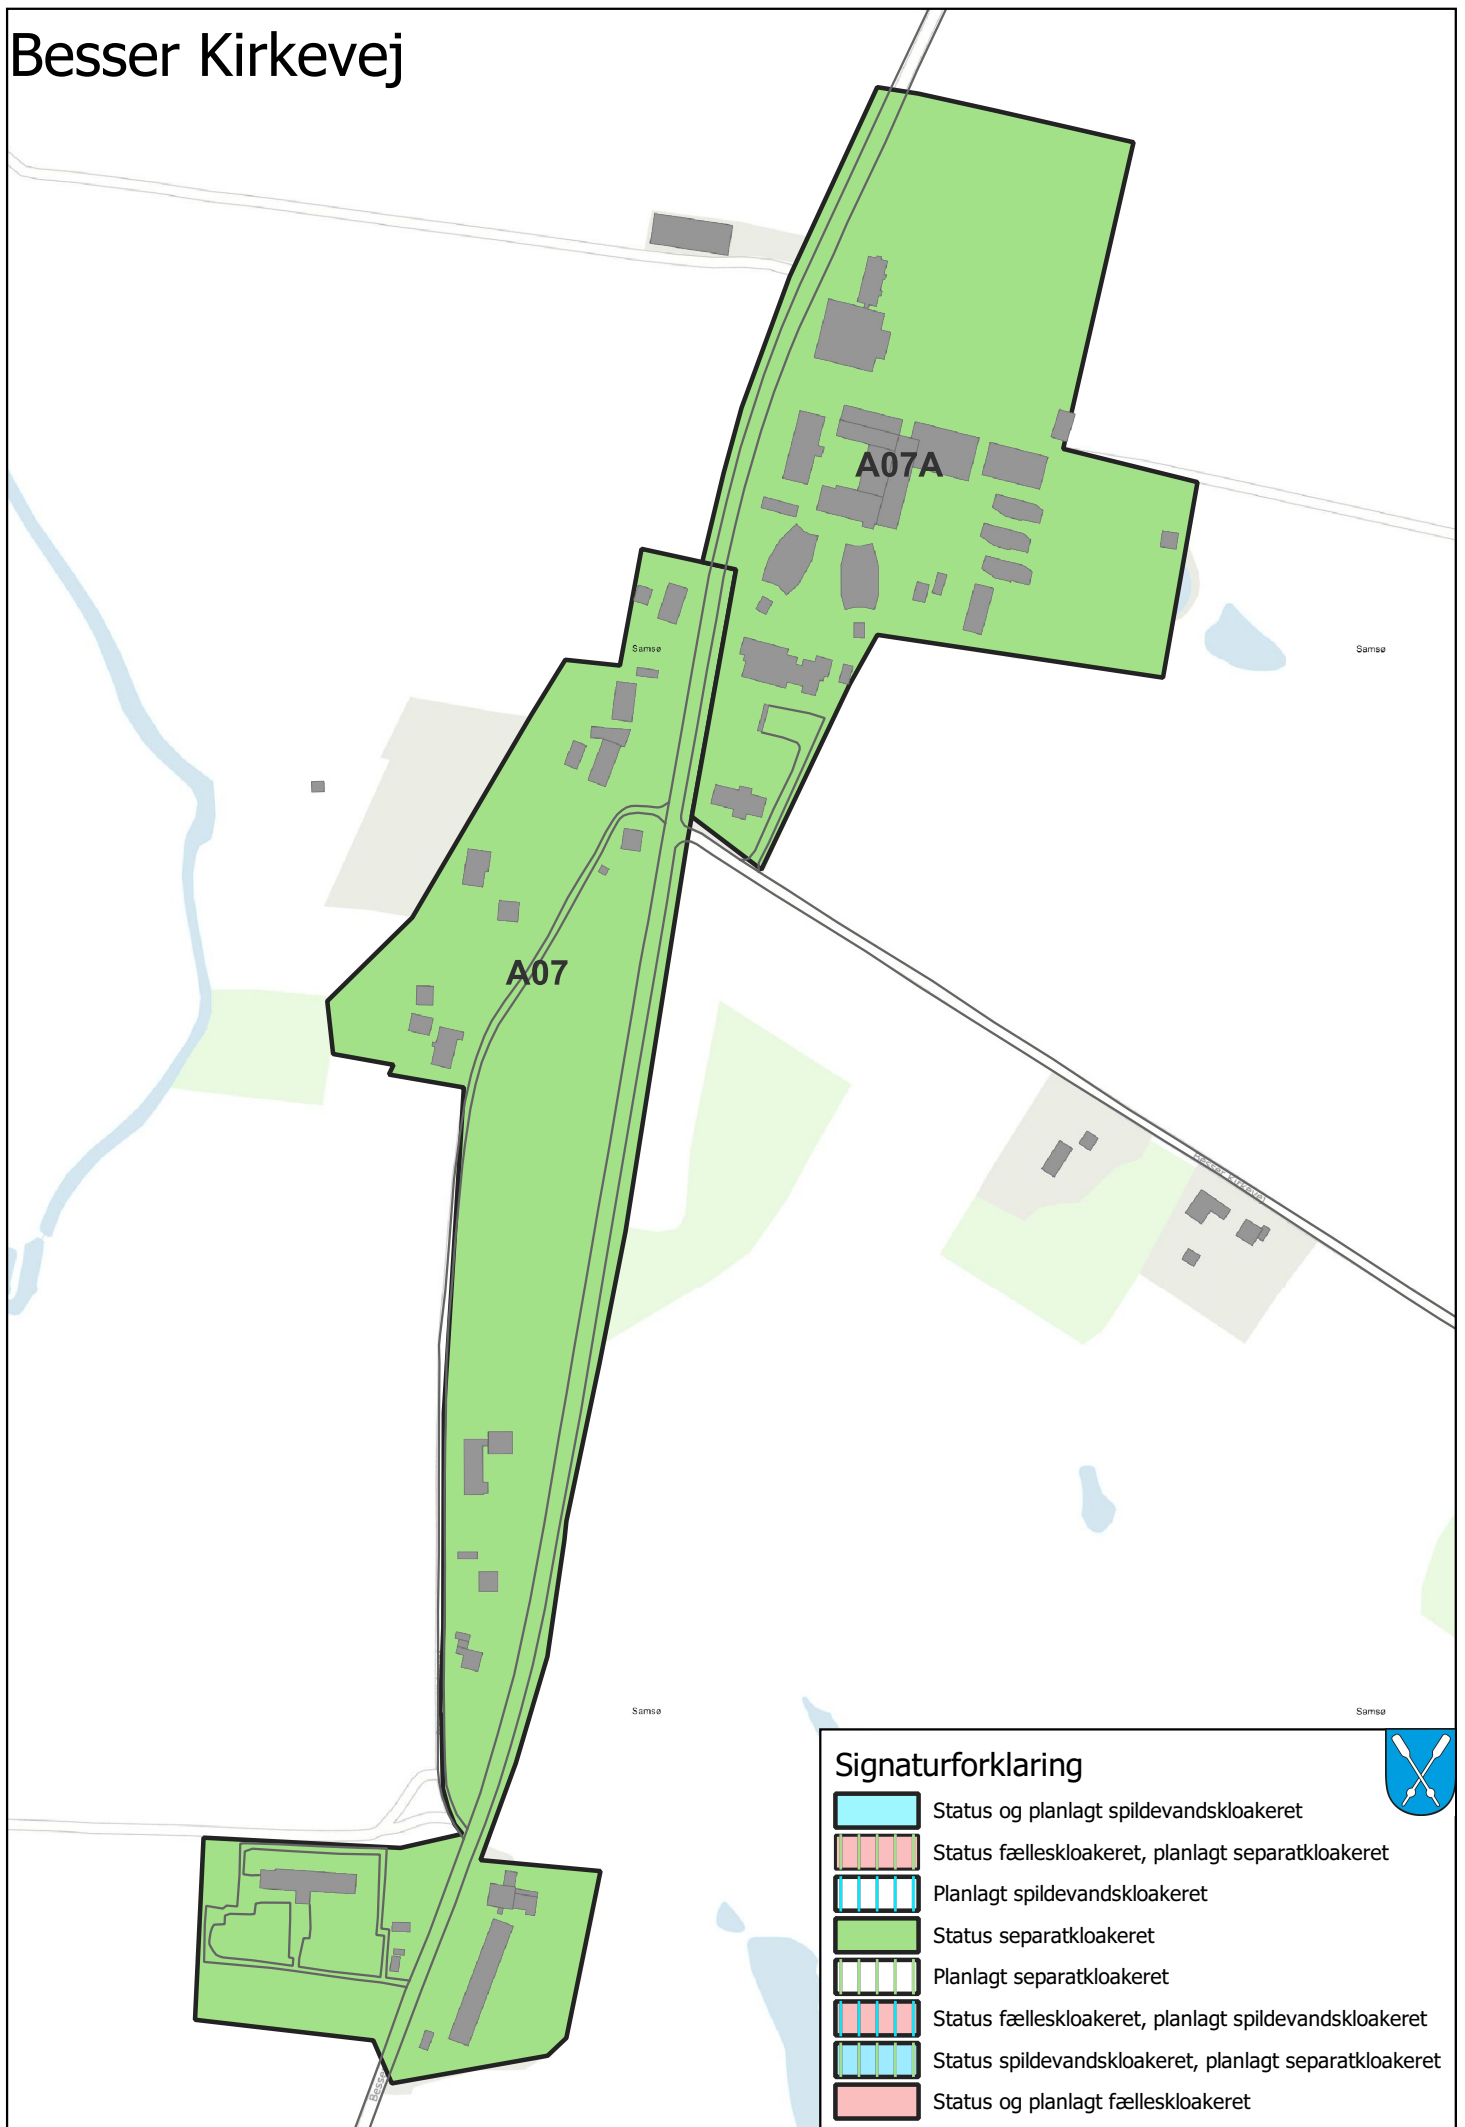 Besser Kirkevej
A07A
Samsø
Samsø
A07
Besser Kirkevej
Samsø
Samsø
Signaturforklaring
Status og planlagt spildevandskloakeret
Status fælleskloakeret, planlagt separatkloakeret
Planlagt spildevandskloakeret
Status separatkloakeret
Planlagt separatkloakeret
Status fælleskloakeret, planlagt spildevandskloakeret
Status spildevandskloakeret, planlagt separatkloakeret
Status og planlagt fælleskloakeret
Besse